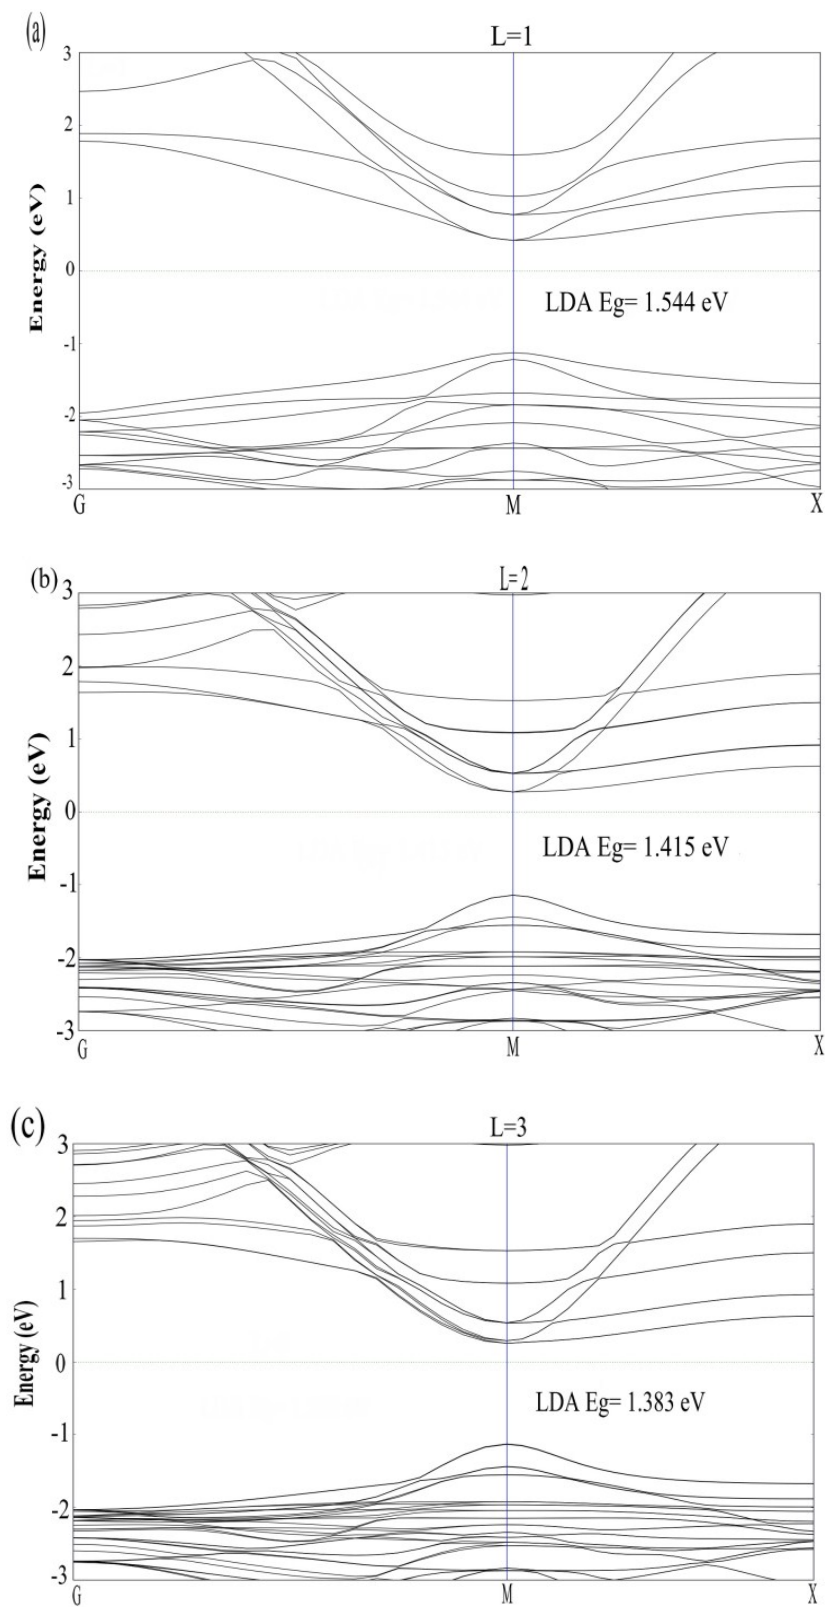 (a)
L=1
3
2
1
0
-1
-2
-3
Energy (eV)
LDA Eg= 1.544 eV
G M X
(b)
L=2
3
2
1
0
-1
-2
-3
Energy (eV)
LDA Eg= 1.415 eV
G M X
(c)
L=3
3
2
1
0
-1
-2
-3
Energy (eV)
LDA Eg= 1.383 eV
G M X